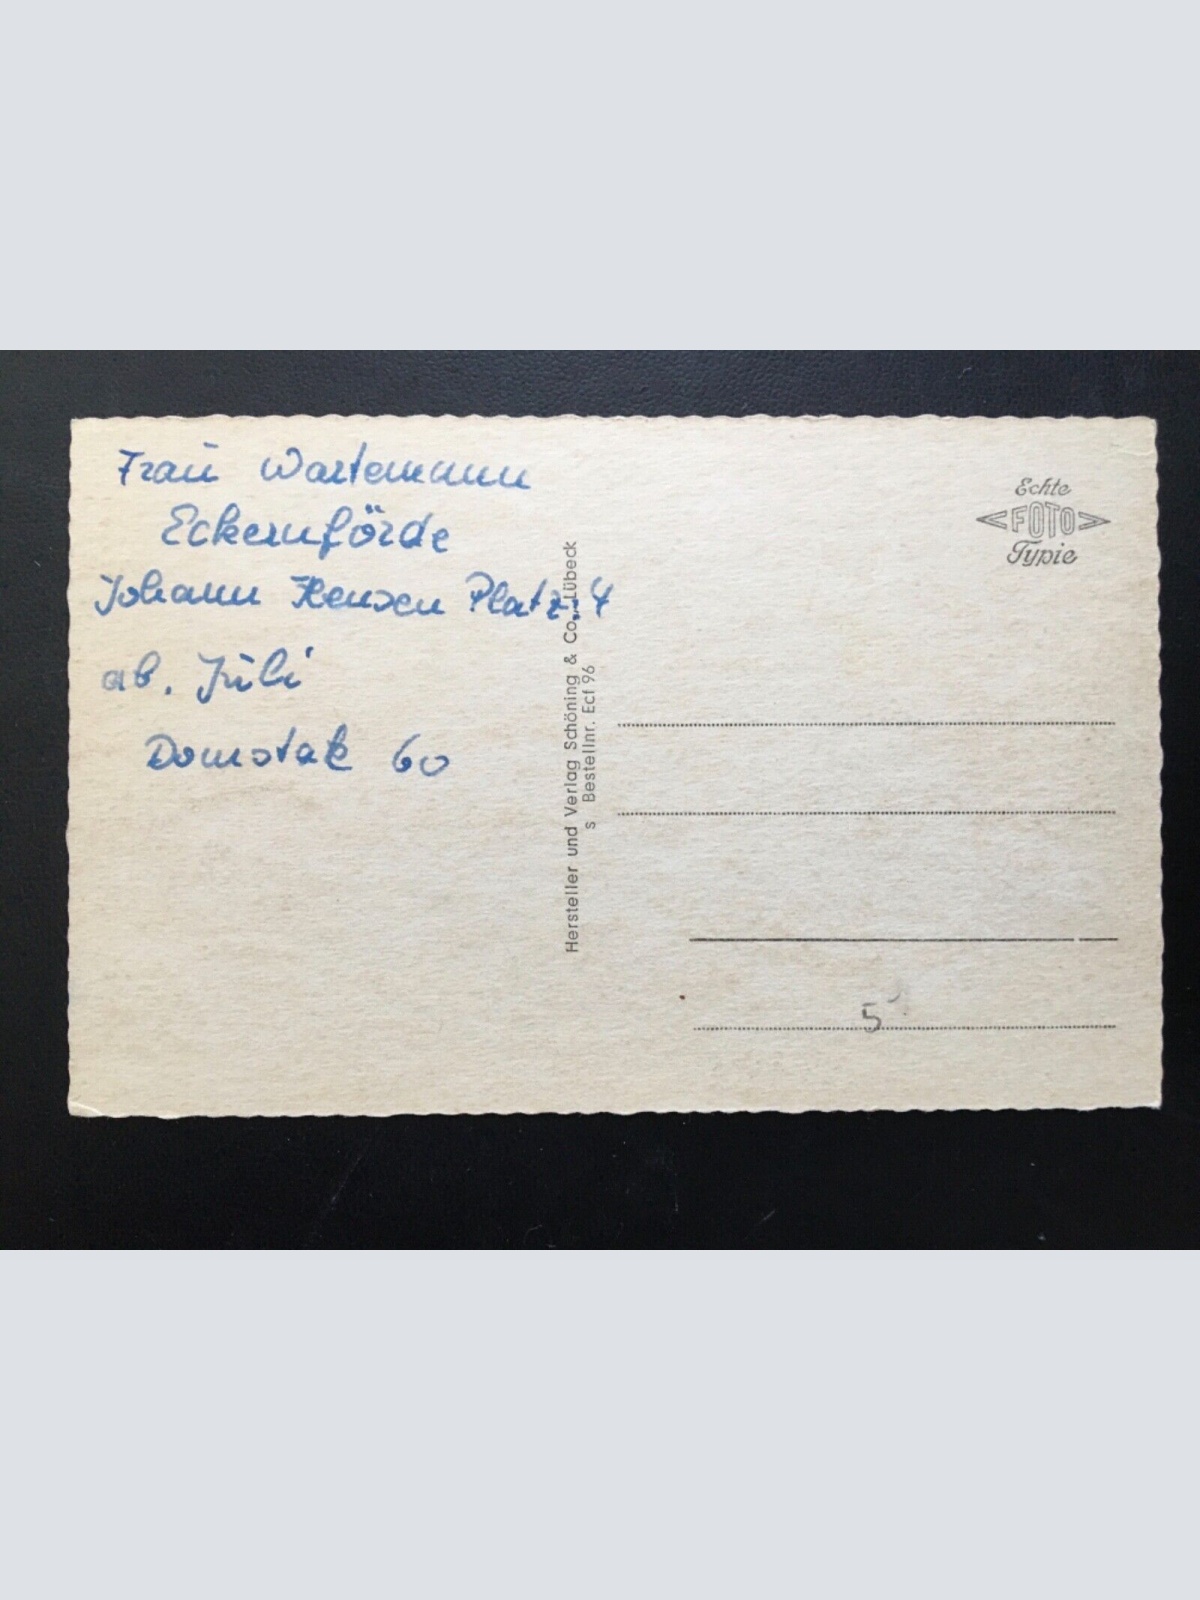 Frau Wartemann
Eckernförde
Johann Hensen Platz: 4
ab. Juli
Domstak 60
Echte
FOTO
Typie
Hersteller und Verlag Schöning & Co., Lübeck
s Bestellnr. Ecf 96
5